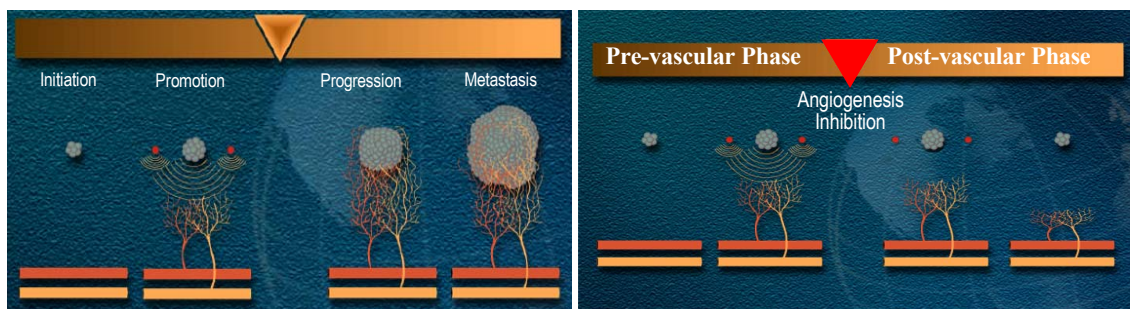 Initiation Promotion Progression Metastasis
Pre-vascular Phase Post-vascular Phase
Angiogenesis
Inhibition